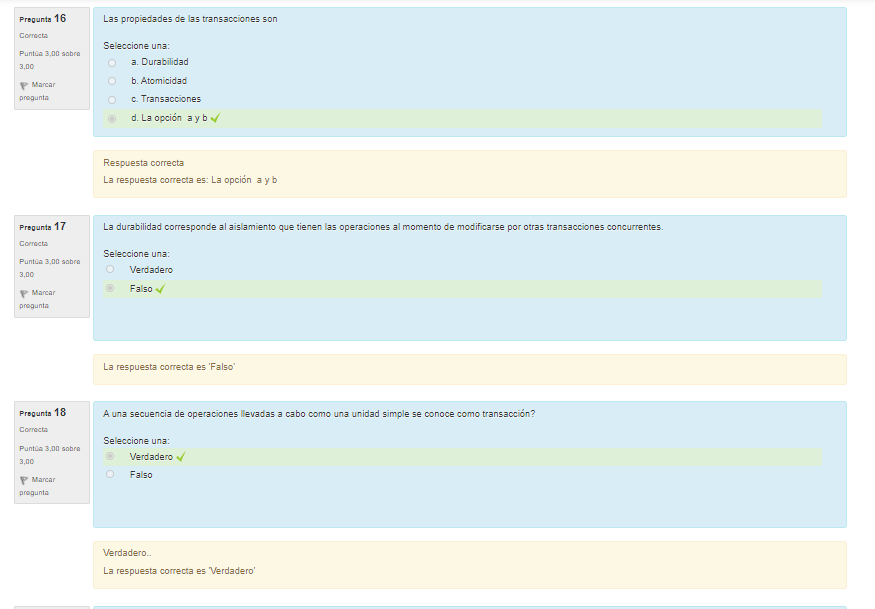 Pregunta 16
Correcta
Puntúa 3,00 sobre
3,00
Marcar
pregunta
Las propiedades de las transacciones son
Seleccione una:
a. Durabilidad
b. Atomicidad
c. Transacciones
d. La opción a y b
Respuesta correcta
La respuesta correcta es: La opción a y b
Pregunta 17
Correcta
Puntúa 3,00 sobre
3,00
Marcar
pregunta
La durabilidad corresponde al aislamiento que tienen las operaciones al momento de modificarse por otras transacciones concurrentes.
Seleccione una:
Verdadero
Falso
La respuesta correcta es 'Falso'
Pregunta 18
Correcta
Puntúa 3,00 sobre
3,00
Marcar
pregunta
A una secuencia de operaciones llevadas a cabo como una unidad simple se conoce como transacción?
Seleccione una:
Verdadero
Falso
Verdadero..
La respuesta correcta es 'Verdadero'